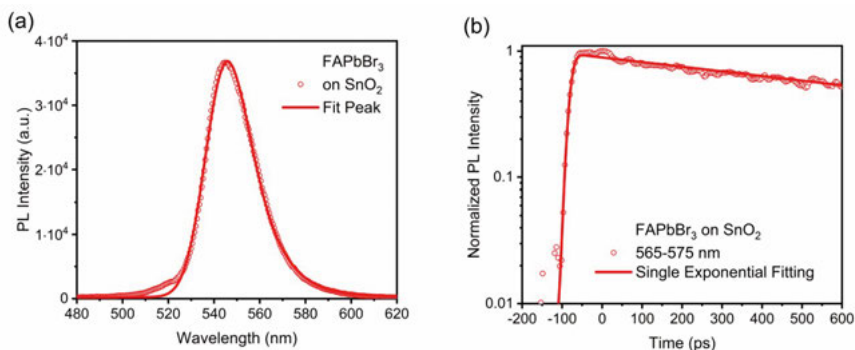 (a)
4·10⁴
3·10⁴
2·10⁴
1·10⁴
0
PL Intensity (a.u.)
FAPbBr₃
on SnO₂
Fit Peak
480 500 520 540 560 580 600 620
Wavelength (nm)
(b)
1
0.1
0.01
Normalized PL Intensity
FAPbBr₃ on SnO₂
565-575 nm
Single Exponential Fitting
-200 -100 0 100 200 300 400 500 600
Time (ps)